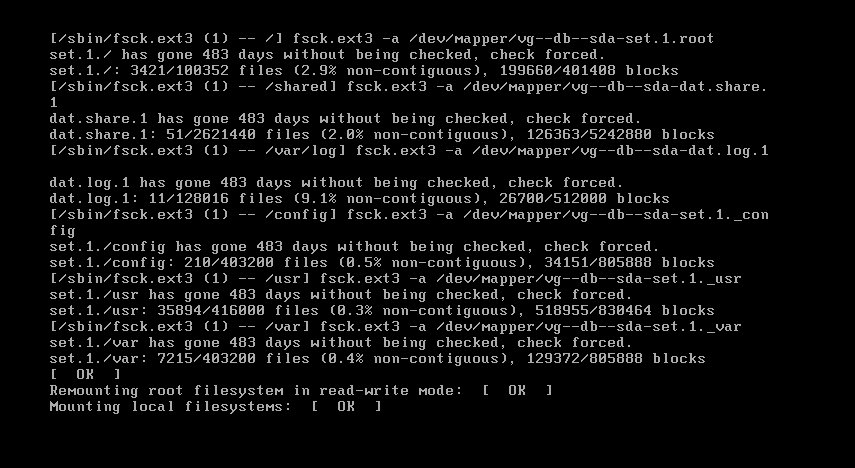 [/sbin/fsck.ext3 (1) -- /] fsck.ext3 -a /dev/mapper/vg--db--sda-set.1.root
set.1./ has gone 483 days without being checked, check forced.
set.1./: 3421/100352 files (2.9% non-contiguous), 199660/401408 blocks
[/sbin/fsck.ext3 (1) -- /shared] fsck.ext3 -a /dev/mapper/vg--db--sda-dat.share.
1
dat.share.1 has gone 483 days without being checked, check forced.
dat.share.1: 51/2621440 files (2.0% non-contiguous), 126363/5242880 blocks
[/sbin/fsck.ext3 (1) -- /var/log] fsck.ext3 -a /dev/mapper/vg--db--sda-dat.log.1
dat.log.1 has gone 483 days without being checked, check forced.
dat.log.1: 11/128016 files (9.1% non-contiguous), 26700/512000 blocks
[/sbin/fsck.ext3 (1) -- /config] fsck.ext3 -a /dev/mapper/vg--db--sda-set.1._con
fig
set.1./config has gone 483 days without being checked, check forced.
set.1./config: 210/403200 files (0.5% non-contiguous), 34151/805888 blocks
[/sbin/fsck.ext3 (1) -- /usr] fsck.ext3 -a /dev/mapper/vg--db--sda-set.1._usr
set.1./usr has gone 483 days without being checked, check forced.
set.1./usr: 35894/416000 files (0.3% non-contiguous), 518955/830464 blocks
[/sbin/fsck.ext3 (1) -- /var] fsck.ext3 -a /dev/mapper/vg--db--sda-set.1._var
set.1./var has gone 483 days without being checked, check forced.
set.1./var: 7215/403200 files (0.4% non-contiguous), 129372/805888 blocks
[  OK  ]
Remounting root filesystem in read-write mode:  [  OK  ]
Mounting local filesystems:  [  OK  ]